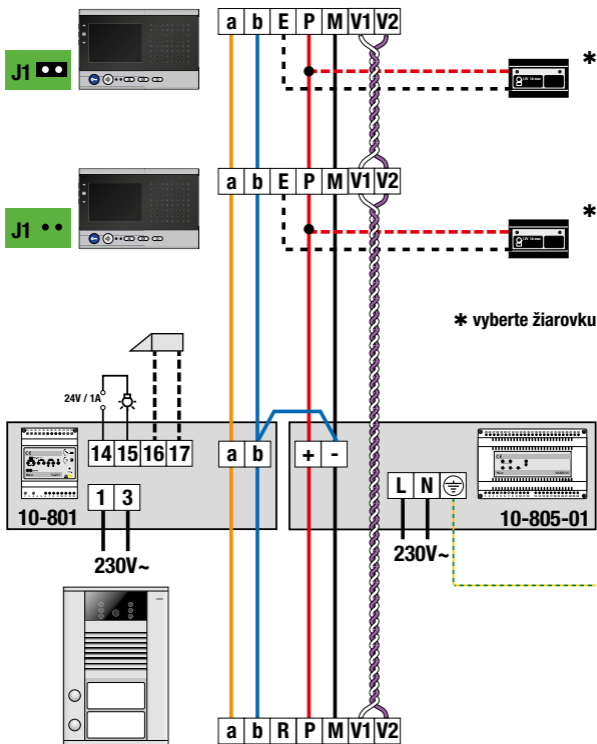 a b E P M V1 V2
J1
*
a b E P M V1 V2
J1
*
* vyberte žiarovku
24V / 1A
14 15 16 17
a b
+ -
L N
1 3
10-801
10-805-01
230V~
230V~
a b R P M V1 V2